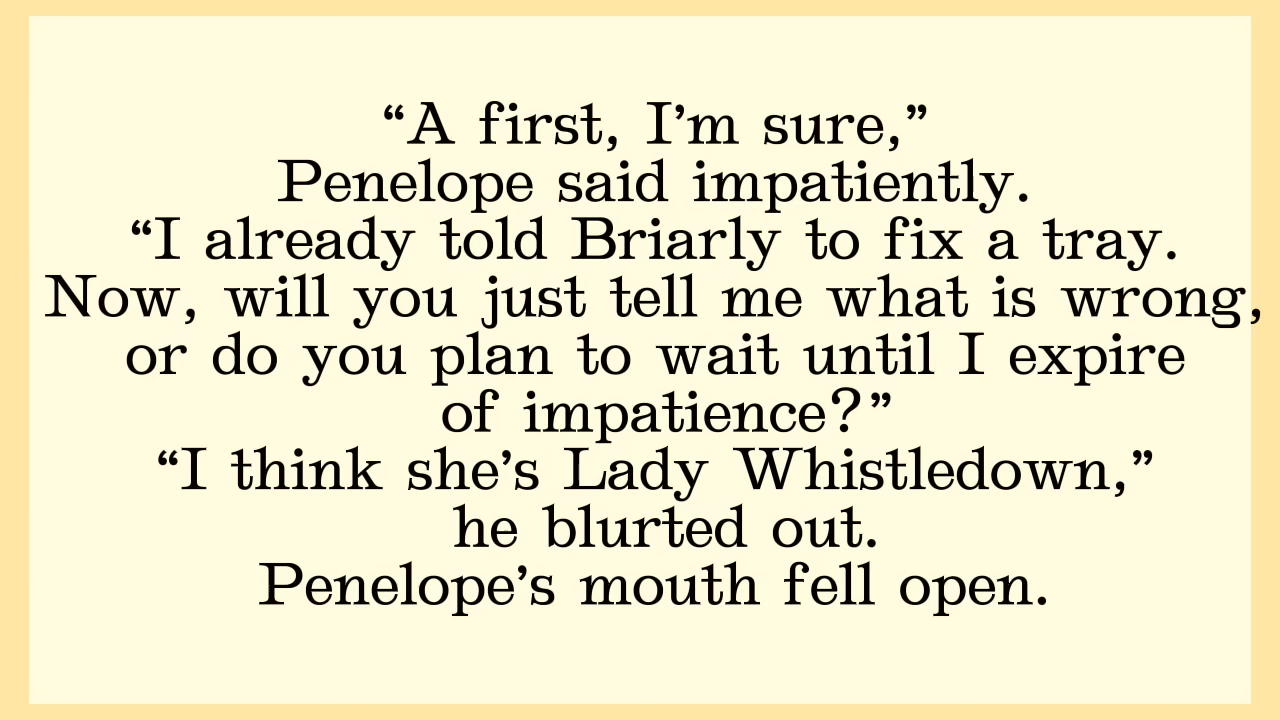 “A first, I’m sure,”
Penelope said impatiently.
“I already told Briarly to fix a tray.
Now, will you just tell me what is wrong,
or do you plan to wait until I expire
of impatience?”
“I think she’s Lady Whistledown,”
he blurted out.
Penelope’s mouth fell open.